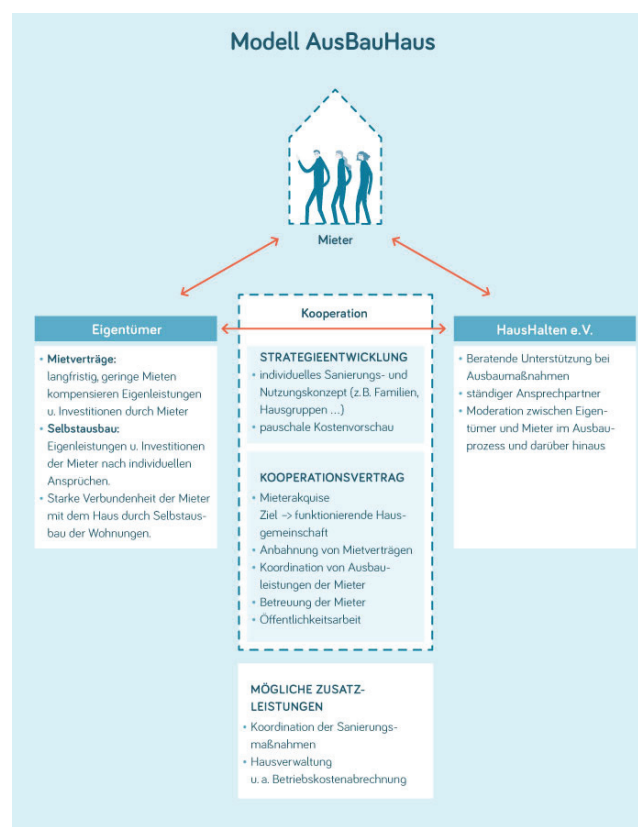 Modell AusBauHaus
Mieter
Eigentümer
• Mietverträge:
langfristig, geringe Mieten
kompensieren Eigenleistungen
u. Investitionen durch Mieter
• Selbstausbau:
Eigenleistungen u. Investitionen
der Mieter nach individuellen
Ansprüchen.
• Starke Verbundenheit der Mieter
mit dem Haus durch Selbstaus-
bau der Wohnungen.
Kooperation
STRATEGIEENTWICKLUNG
• individuelles Sanierungs- und
Nutzungskonzept (z.B. Familien,
Hausgruppen ...)
• pauschale Kostenvorschau
KOOPERATIONSVERTRAG
• Mieterakquise
Ziel -> funktionierende Haus-
gemeinschaft
• Anbahnung von Mietverträgen
• Koordination von Ausbau-
leistungen der Mieter
• Betreuung der Mieter
• Öffentlichkeitsarbeit
MÖGLICHE ZUSATZ-
LEISTUNGEN
• Koordination der Sanierungs-
maßnahmen
• Hausverwaltung
u. a. Betriebskostenabrechnung
HausHalten e.V.
• Beratende Unterstützung bei
Ausbaumaßnahmen
• ständiger Ansprechpartner
• Moderation zwischen Eigen-
tümer und Mieter im Ausbau-
prozess und darüber hinaus